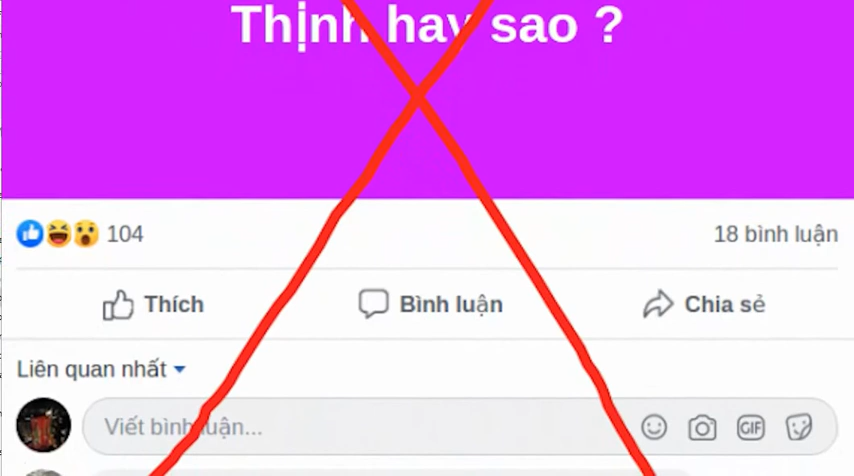 Thịnh hay sao ?
104
18 bình luận
Thích
Bình luận
Chia sẻ
Liên quan nhất
Viết bình luận...
GIF